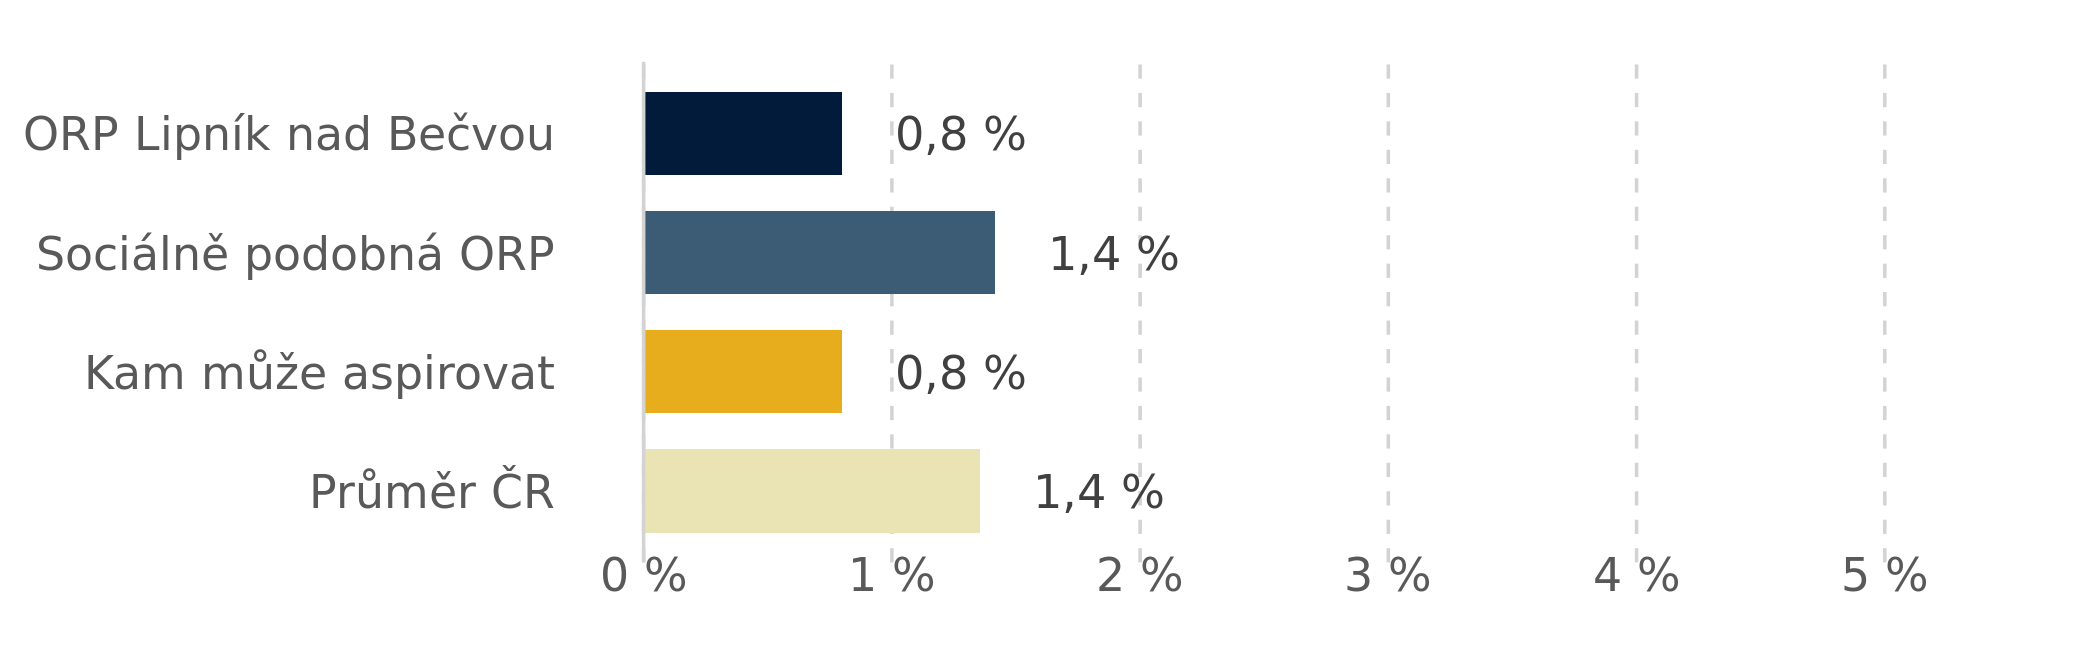 ORP Lipník nad Bečvou 0,8 %
Sociálně podobná ORP 1,4 %
Kam může aspirovat 0,8 %
Průměr ČR 1,4 %
0 % 1 % 2 % 3 % 4 % 5 %